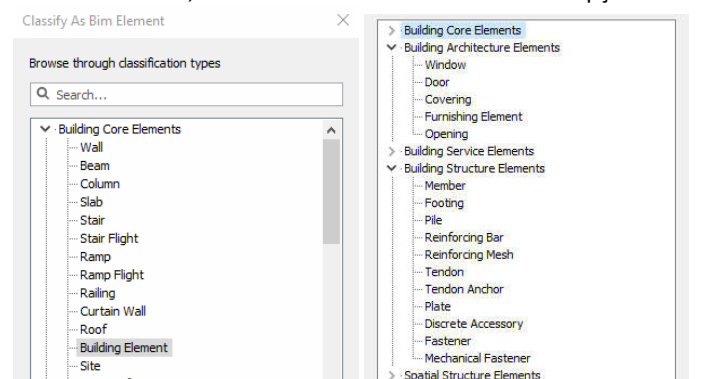 Classify As Bim Element
Browse through classification types
Search...
Building Core Elements
Wall
Beam
Column
Slab
Stair
Stair Flight
Ramp
Ramp Flight
Railing
Curtain Wall
Roof
Building Element
Site
Building Core Elements
Building Architecture Elements
Window
Door
Covering
Furnishing Element
Opening
Building Service Elements
Building Structure Elements
Member
Footing
Pile
Reinforcing Bar
Reinforcing Mesh
Tendon
Tendon Anchor
Plate
Discrete Accessory
Fastener
Mechanical Fastener
Spatial Structure Elements